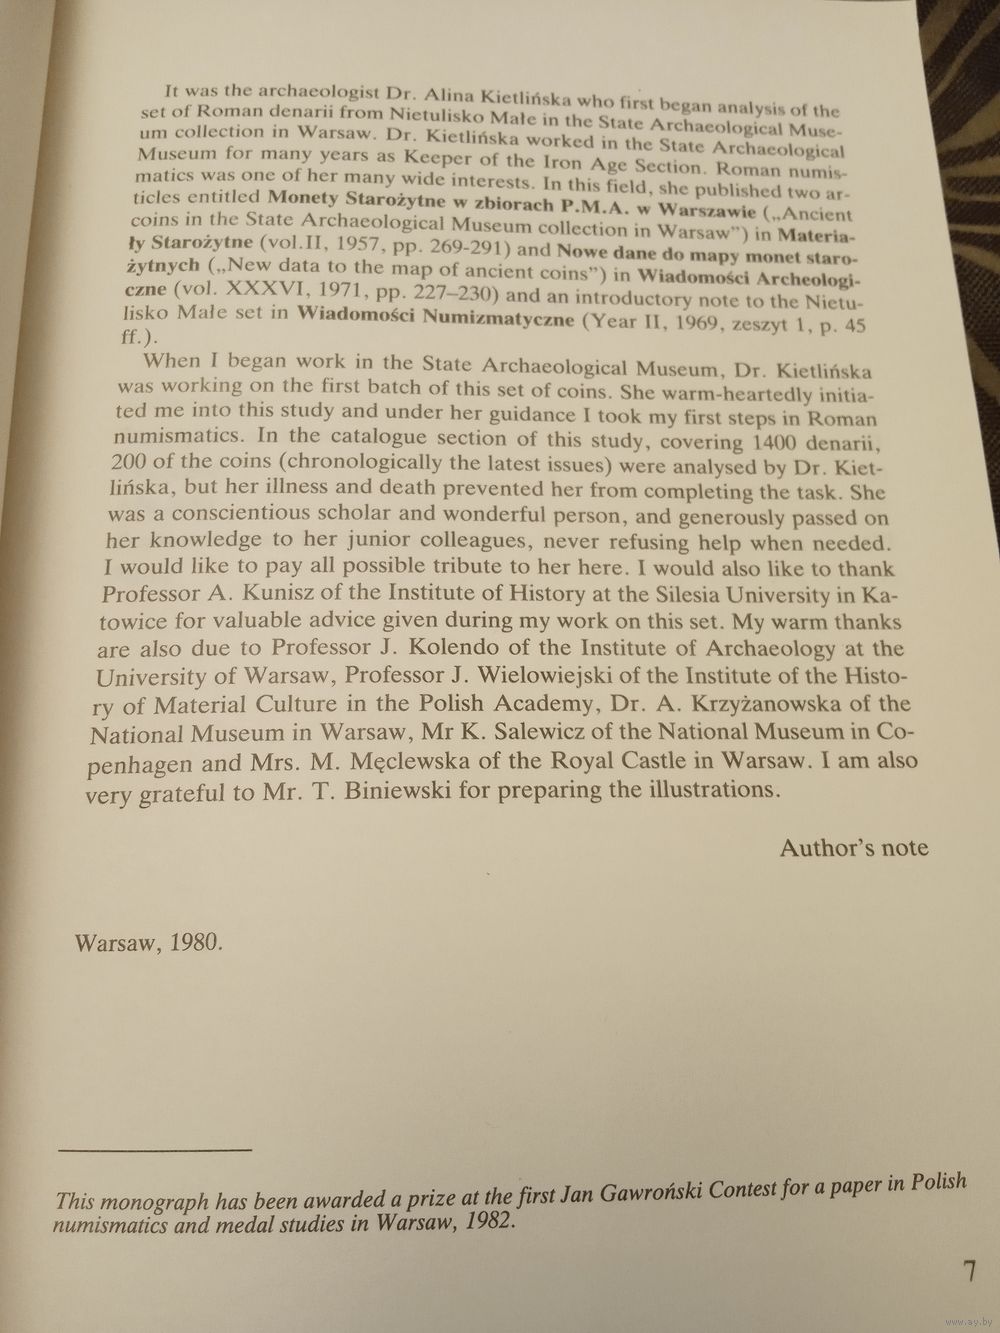 It was the archaeologist Dr. Alina Kietlińska who first began analysis of the
set of Roman denarii from Nietulisko Małe in the State Archaeological Muse-
um collection in Warsaw. Dr. Kietlińska worked in the State Archaeological
Museum for many years as Keeper of the Iron Age Section. Roman numis-
matics was one of her many wide interests. In this field, she published two ar-
ticles entitled Monety Starożytne w zbiorach P.M.A. w Warszawie („Ancient
coins in the State Archaeological Museum collection in Warsaw”) in Materia-
ły Starożytne (vol.II, 1957, pp. 269-291) and Nowe dane do mapy monet staro-
żytnych („New data to the map of ancient coins”) in Wiadomości Archeologi-
czne (vol. XXXVI, 1971, pp. 227–230) and an introductory note to the Nietu-
lisko Małe set in Wiadomości Numizmatyczne (Year II, 1969, zeszyt 1, p. 45
ff.).
When I began work in the State Archaeological Museum, Dr. Kietlińska
was working on the first batch of this set of coins. She warm-heartedly initia-
ted me into this study and under her guidance I took my first steps in Roman
numismatics. In the catalogue section of this study, covering 1400 denarii,
200 of the coins (chronologically the latest issues) were analysed by Dr. Kiet-
lińska, but her illness and death prevented her from completing the task. She
was a conscientious scholar and wonderful person, and generously passed on
her knowledge to her junior colleagues, never refusing help when needed.
I would like to pay all possible tribute to her here. I would also like to thank
Professor A. Kunisz of the Institute of History at the Silesia University in Ka-
towice for valuable advice given during my work on this set. My warm thanks
are also due to Professor J. Kolendo of the Institute of Archaeology at the
University of Warsaw, Professor J. Wielowiejski of the Institute of the Histo-
ry of Material Culture in the Polish Academy, Dr. A. Krzyżanowska of the
National Museum in Warsaw, Mr K. Salewicz of the National Museum in Co-
penhagen and Mrs. M. Męclewska of the Royal Castle in Warsaw. I am also
very grateful to Mr. T. Biniewski for preparing the illustrations.
Author's note
Warsaw, 1980.
This monograph has been awarded a prize at the first Jan Gawroński Contest for a paper in Polish
numismatics and medal studies in Warsaw, 1982.
7
www.ay.by